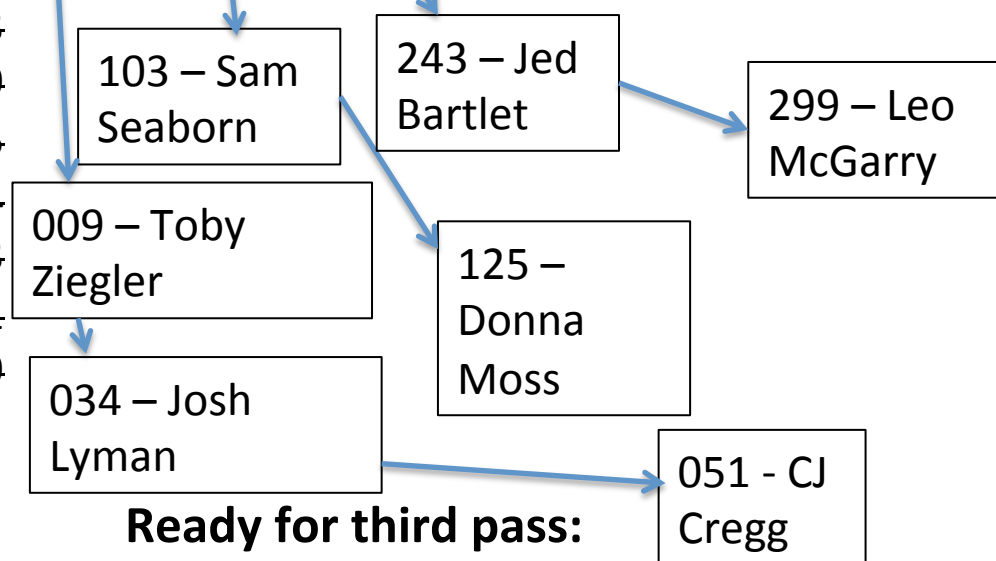 103 – Sam
Seaborn
243 – Jed
Bartlet
299 – Leo
McGarry
009 – Toby
Ziegler
125 –
Donna
Moss
034 – Josh
Lyman
051 - CJ
Cregg
Ready for third pass: